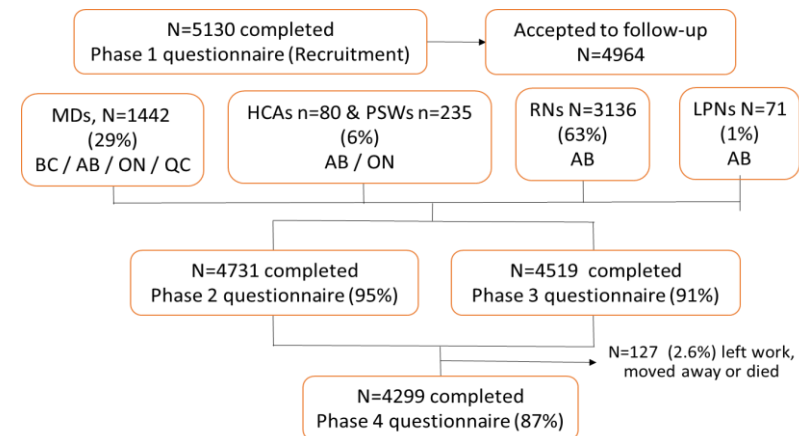 N=5130 completed
Phase 1 questionnaire (Recruitment)
Accepted to follow-up
N=4964
MDs, N=1442
(29%)
BC / AB / ON / QC
HCAs n=80 & PSWs n=235
(6%)
AB / ON
RNs N=3136
(63%)
AB
LPNs N=71
(1%)
AB
N=4731 completed
Phase 2 questionnaire (95%)
N=4519 completed
Phase 3 questionnaire (91%)
N=127 (2.6%) left work,
moved away or died
N=4299 completed
Phase 4 questionnaire (87%)